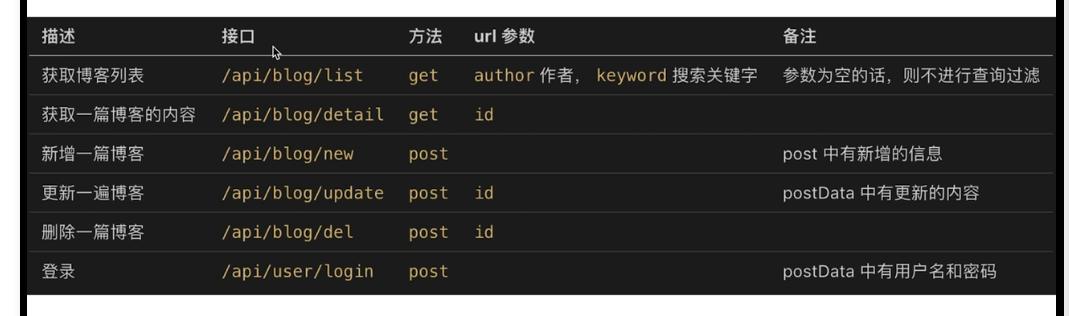 描述 接口 方法 url 参数 备注
获取博客列表 /api/blog/list get author 作者， keyword 搜索关键字 参数为空的话，则不进行查询过滤
获取一篇博客的内容 /api/blog/detail get id
新增一篇博客 /api/blog/new post post 中有新增的信息
更新一遍博客 /api/blog/update post id postData 中有更新的内容
删除一篇博客 /api/blog/del post id
登录 /api/user/login post postData 中有用户名和密码